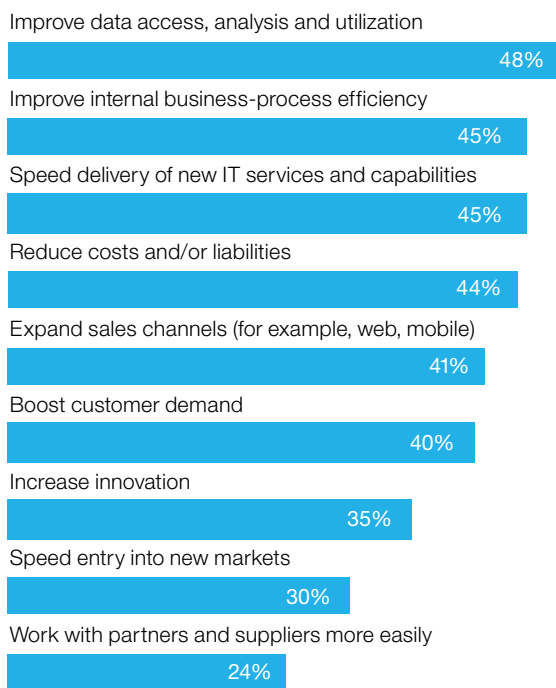 Improve data access, analysis and utilization
48%
Improve internal business-process efficiency
45%
Speed delivery of new IT services and capabilities
45%
Reduce costs and/or liabilities
44%
Expand sales channels (for example, web, mobile)
41%
Boost customer demand
40%
Increase innovation
35%
Speed entry into new markets
30%
Work with partners and suppliers more easily
24%